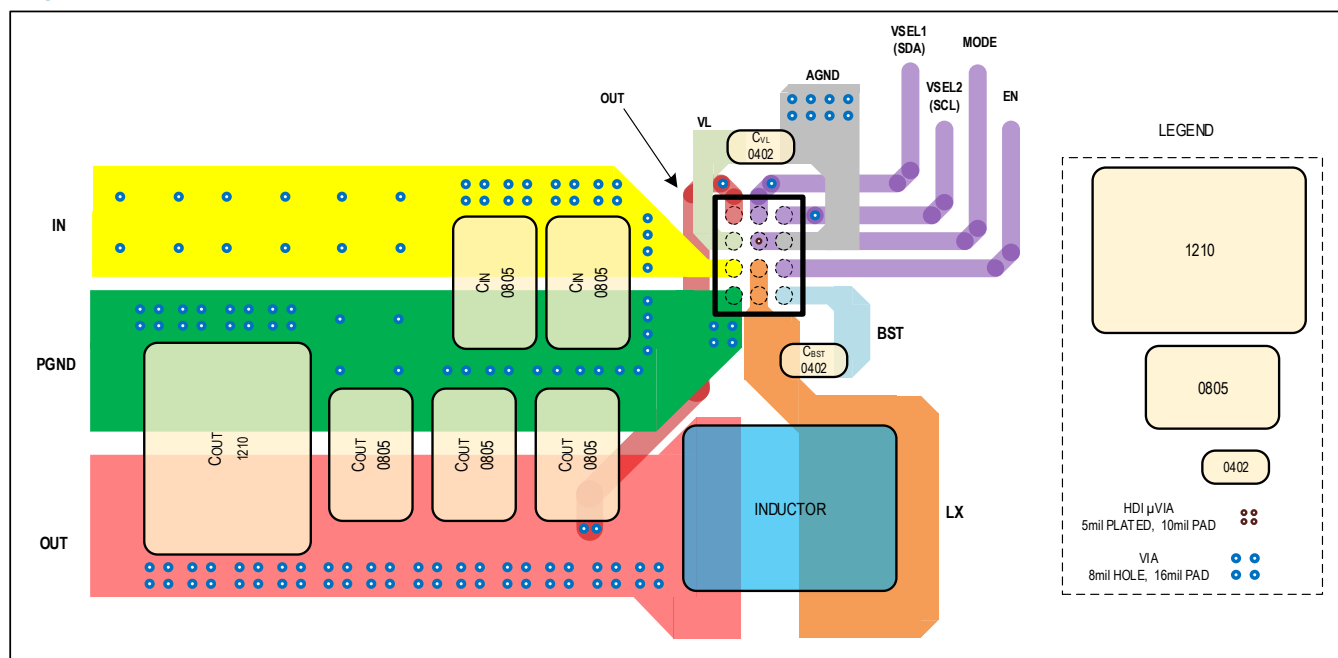 VSEL1
(SDA)
MODE
AGND
VSEL2
(SCL)
EN
OUT
VL
CVL
0402
LEGEND
IN
CIN
0805
CIN
0805
1210
PGND
BST
CBST
0402
0805
COUT
1210
COUT
0805
COUT
0805
COUT
0805
0402
INDUCTOR
LX
HDI µVIA
5mil PLATED, 10mil PAD
OUT
VIA
8mil HOLE, 16mil PAD